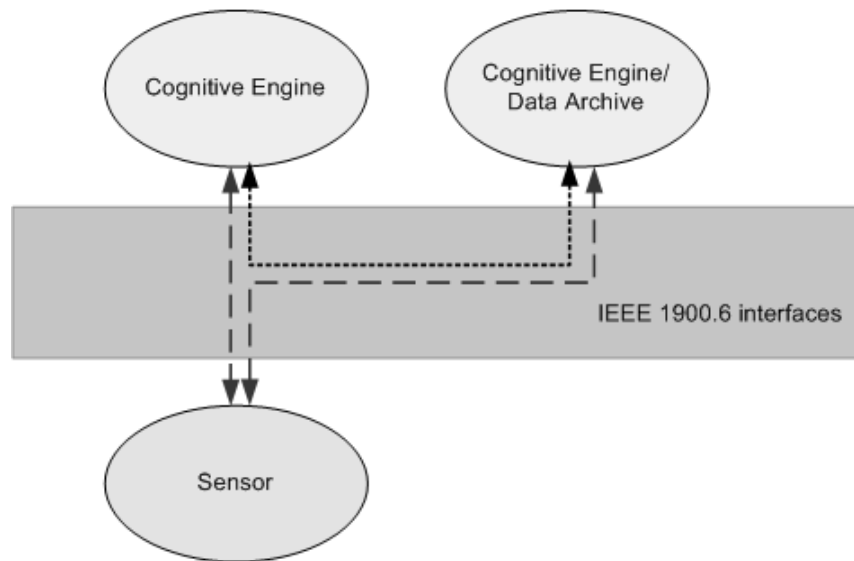 Cognitive Engine
Cognitive Engine/
Data Archive
IEEE 1900.6 interfaces
Sensor